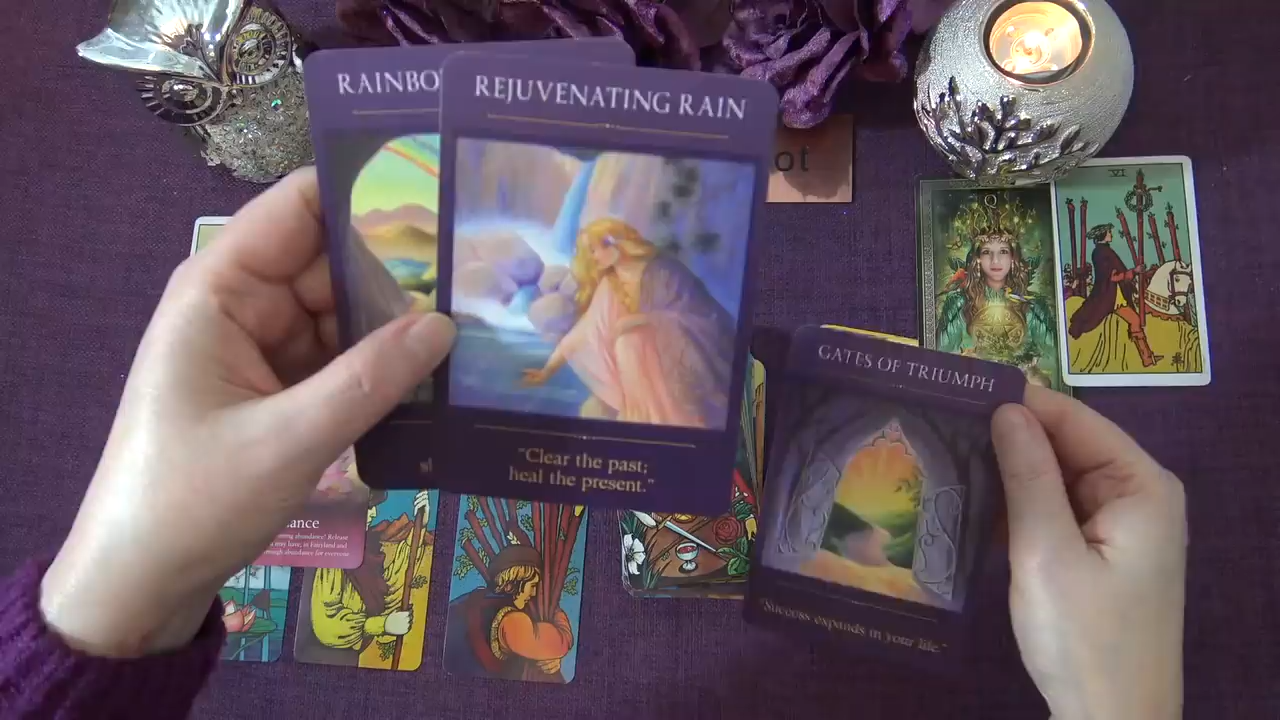 RAINBO
REJUVENATING RAIN
"Clear the past;
heal the present."
ot
Q
VI
GATES OF TRIUMPH
"Success expands in your life."
ance